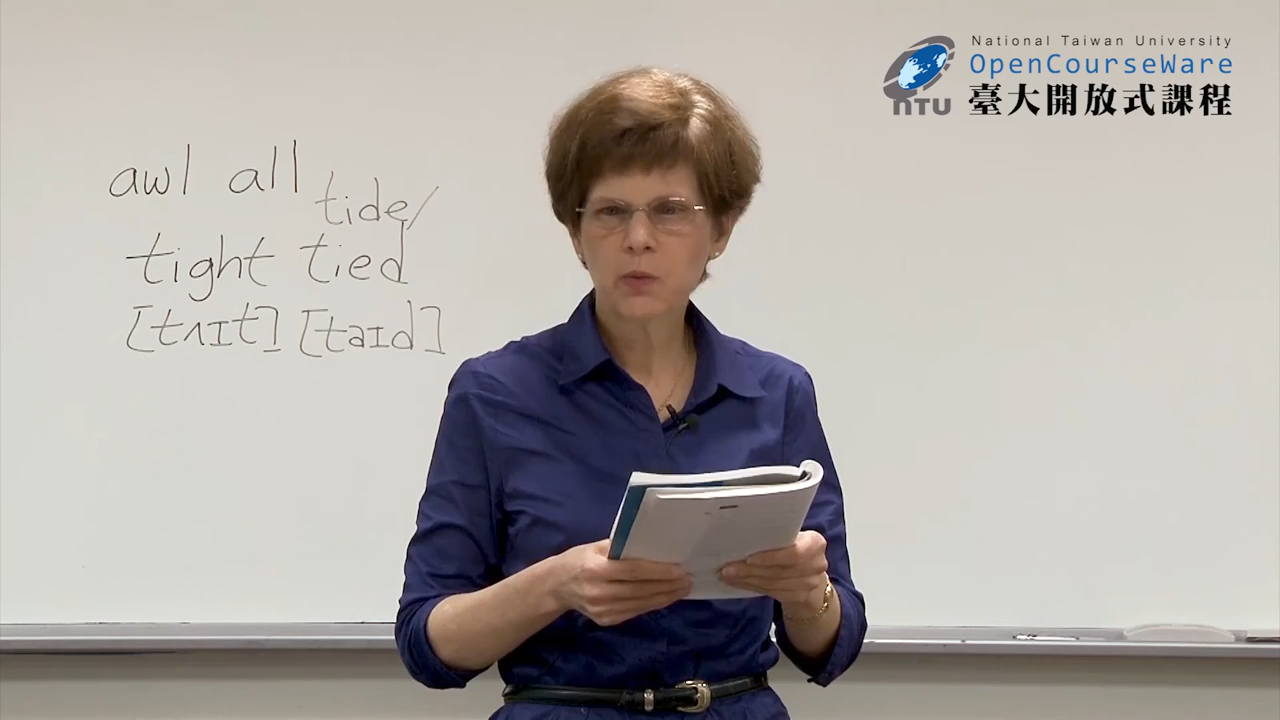 National Taiwan University
OpenCourseWare
NTU 臺大開放式課程
awl all
tide/
tight tied
[tʌɪt] [taɪd]